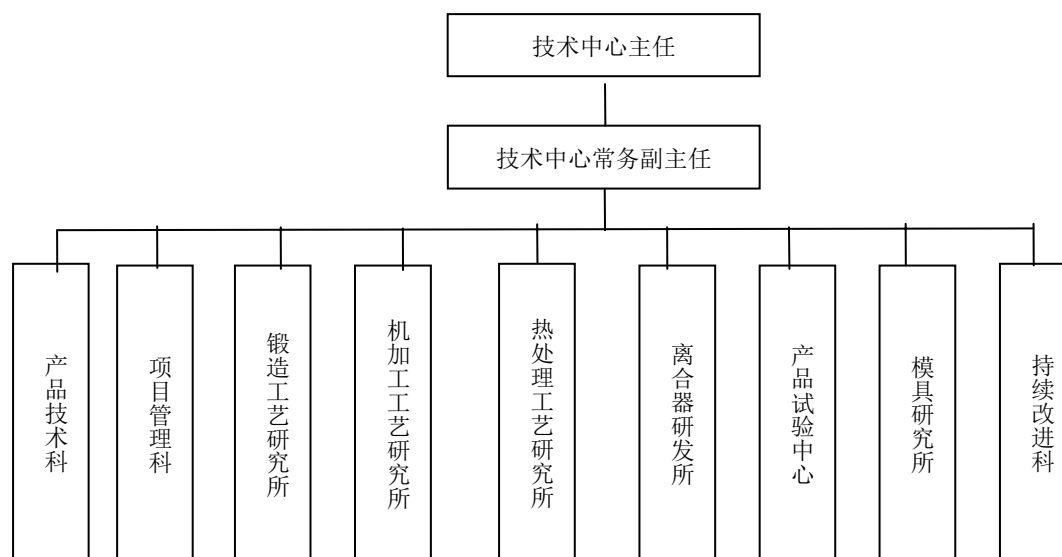 技术中心主任
技术中心常务副主任
产品技术科
项目管理科
锻造工艺研究所
机加工工艺研究所
热处理工艺研究所
离合器研发所
产品试验中心
模具研究所
持续改进科